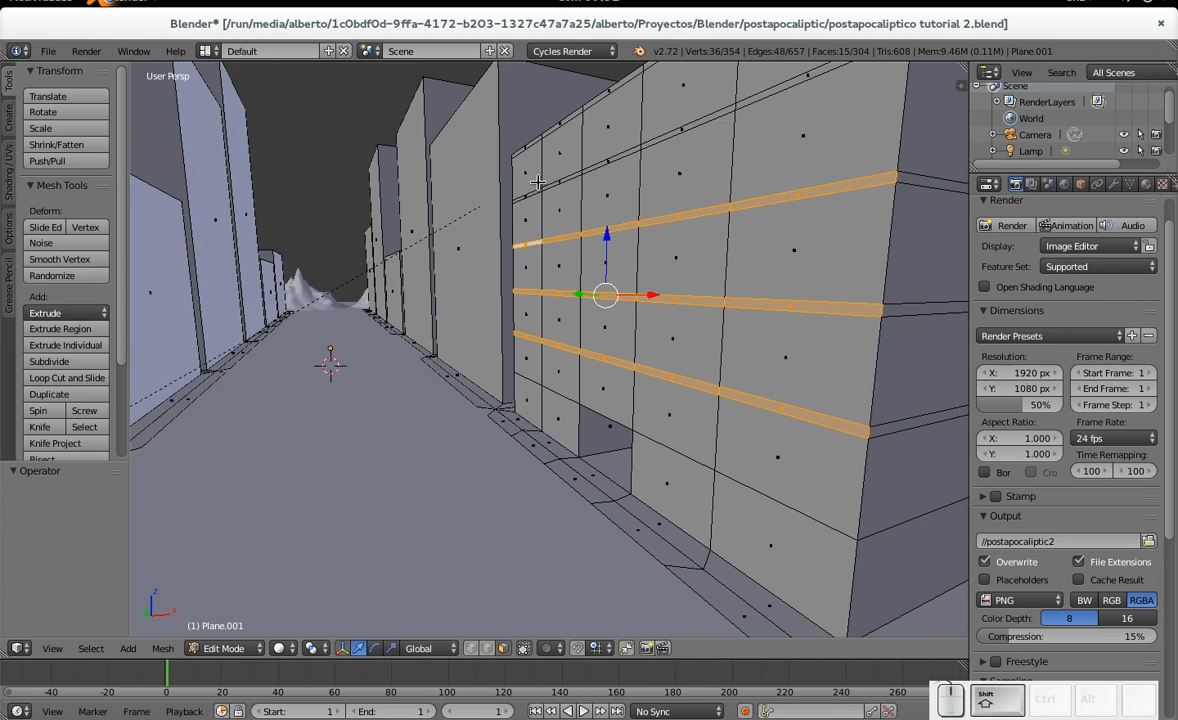 Blender* [/run/media/alberto/1c0bdf0d-9ffa-4172-b203-1327c47a7a25/alberto/Proyectos/Blender/postapocaliptic/postapocaliptico tutorial 2.blend]
File Render Window Help Default Scene Cycles Render v2.72 | Verts:36/354 | Edges:48/657 | Faces:15/304 | Tris:608 | Mem:9.46M (0.11M) | Plane.001
Tools
Create
Shading / UVs
Options
Grease Pencil
Transform
Translate
Rotate
Scale
Shrink/Fatten
Push/Pull
Mesh Tools
Deform:
Slide Ed Vertex
Noise
Smooth Vertex
Randomize
Add:
Extrude
Extrude Region
Extrude Individual
Subdivide
Loop Cut and Slide
Duplicate
Spin Screw
Knife Select
Knife Project
Bisect
Operator
User Persp
z
x
(1) Plane.001
View Search All Scenes
Scene
RenderLayers
World
Camera
Lamp
Render
Render Animation Audio
Display: Image Editor
Feature Set: Supported
Open Shading Language
Dimensions
Render Presets
Resolution: Frame Range:
X: 1920 px Start Frame: 1
Y: 1080 px End Frame: 1
50% Frame Step: 1
Aspect Ratio: Frame Rate:
X: 1.000 24 fps
Y: 1.000 Time Remapping:
Bor Cro 100 100
Stamp
Output
//postapocaliptic2
Overwrite File Extensions
Placeholders Cache Result
PNG BW RGB RGBA
Color Depth: 8 16
Compression: 15%
Freestyle
View Select Add Mesh Edit Mode Global
-40 -20 0 20 40 60 80 100 120 140 160 180 200 220 240 260
View Marker Frame Playback Start: 1 End: 1 1 No Sync
Shift Ctrl Alt